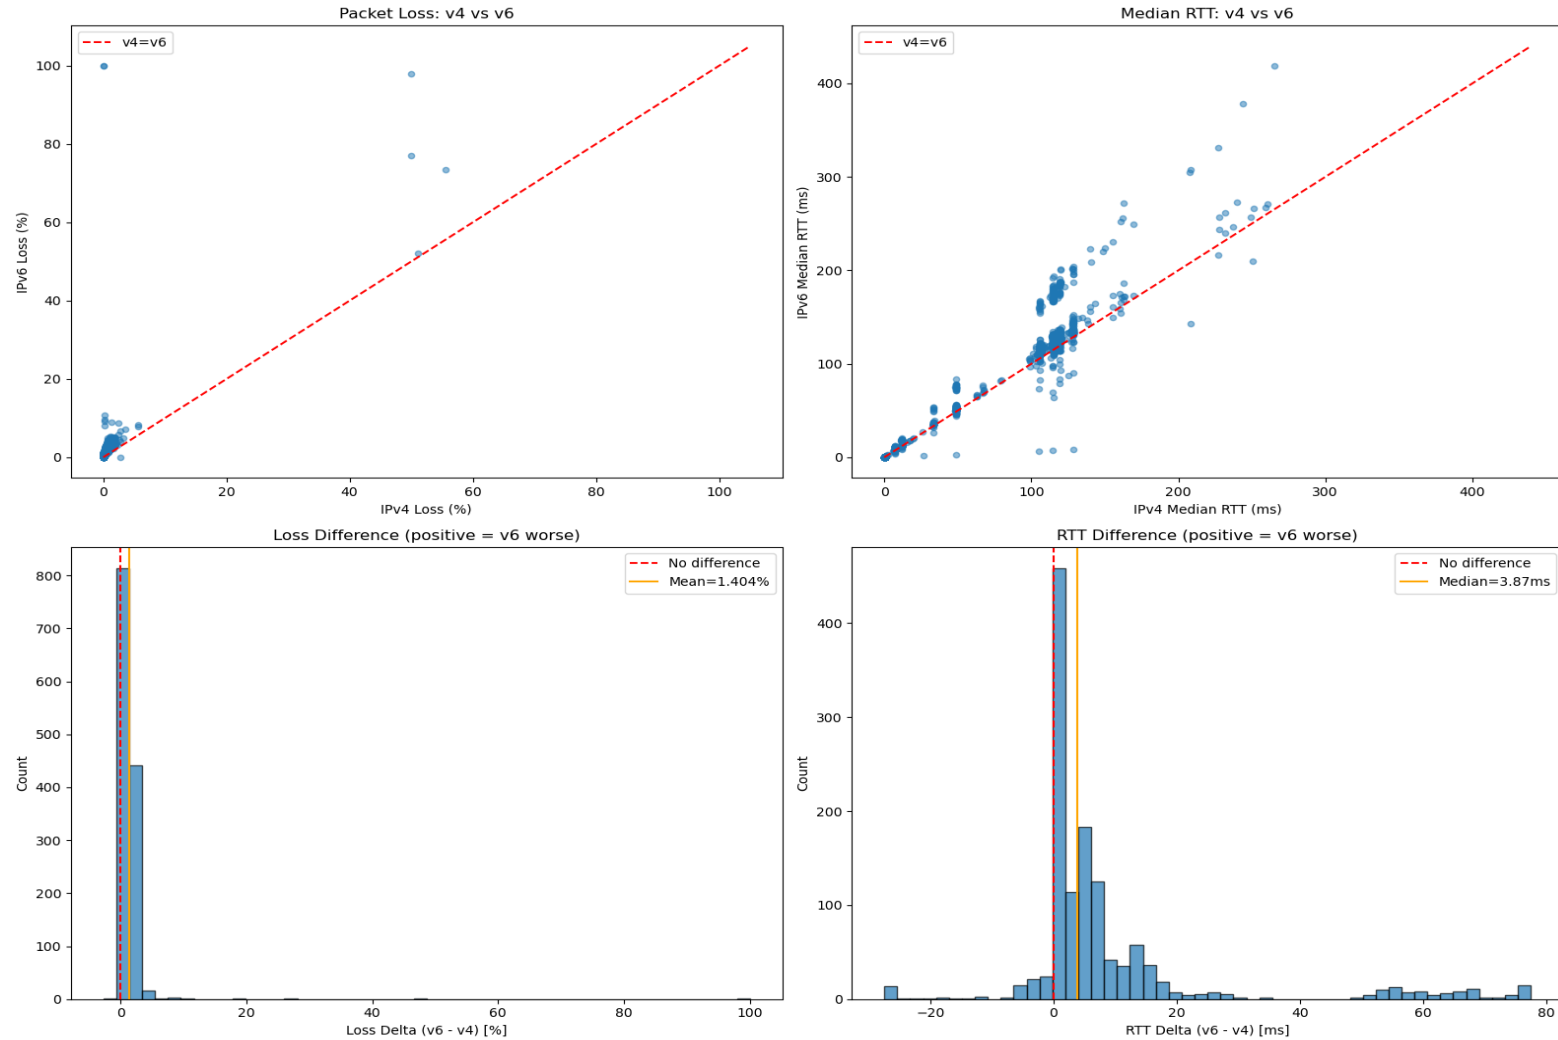 Packet Loss: v4 vs v6
v4=v6
100
80
60
40
20
0
IPv6 Loss (%)
0 20 40 60 80 100
IPv4 Loss (%)
Median RTT: v4 vs v6
v4=v6
400
300
200
100
0
IPv6 Median RTT (ms)
0 100 200 300 400
IPv4 Median RTT (ms)
Loss Difference (positive = v6 worse)
No difference
Mean=1.404%
800
700
600
500
400
300
200
100
0
Count
0 20 40 60 80 100
Loss Delta (v6 - v4) [%]
RTT Difference (positive = v6 worse)
No difference
Median=3.87ms
400
300
200
100
0
Count
−20 0 20 40 60 80
RTT Delta (v6 - v4) [ms]